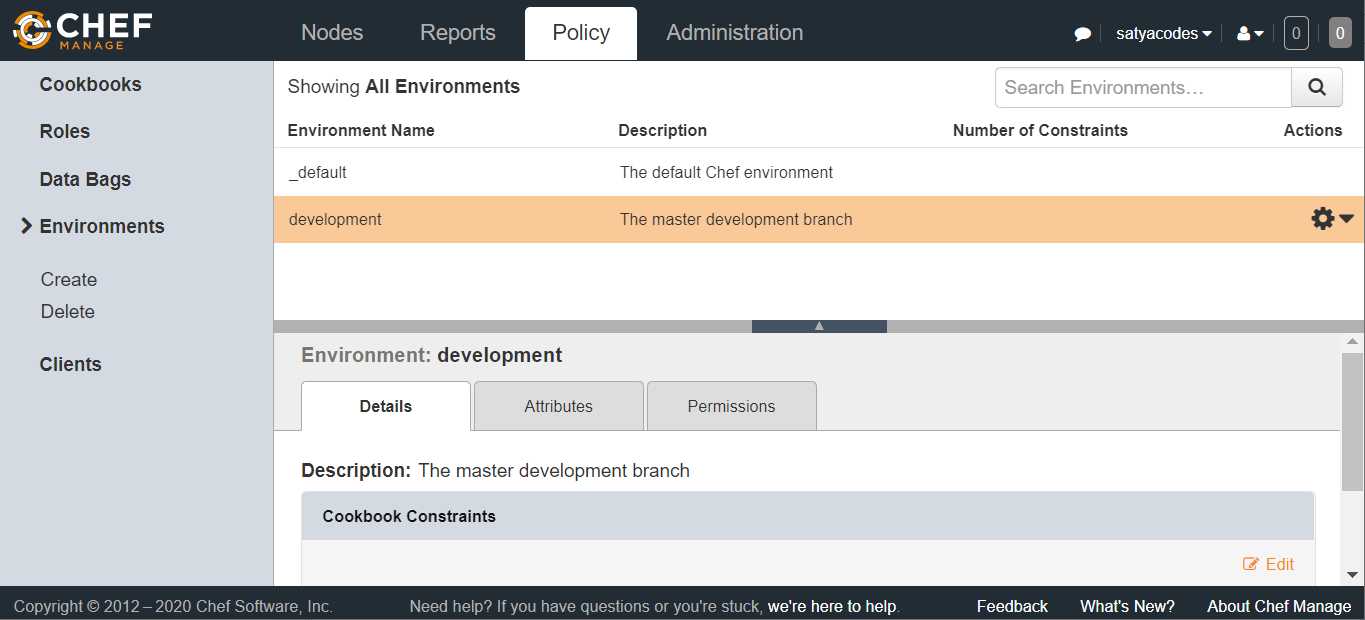 CHEF
MANAGE
Nodes Reports Policy Administration
satyacodes 0 0
Cookbooks
Roles
Data Bags
Environments
Create
Delete
Clients
Showing All Environments
Search Environments…
Environment Name Description Number of Constraints Actions
_default The default Chef environment
development The master development branch
Environment: development
Details Attributes Permissions
Description: The master development branch
Cookbook Constraints
Edit
Copyright © 2012 – 2020 Chef Software, Inc. Need help? If you have questions or you're stuck, we're here to help. Feedback What's New? About Chef Manage